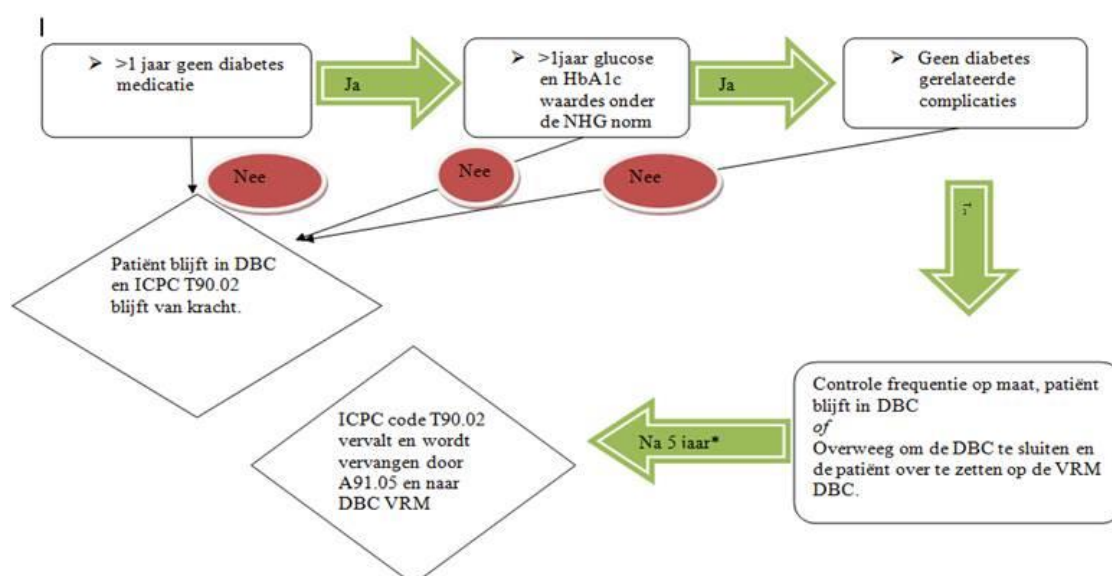 ➢ >1 jaar geen diabetes
medicatie
Ja
➢ >1jaar glucose
en HbA1c
waardes onder
de NHG norm
Ja
➢ Geen diabetes
gerelateerde
complicaties
Nee
Nee
Nee
Patiënt blijft in DBC
en ICPC T90.02
blijft van kracht.
Controle frequentie op maat, patiënt
blijft in DBC
of
Overweeg om de DBC te sluiten en
de patiënt over te zetten op de VRM
DBC.
Na 5 jaar*
ICPC code T90.02
vervalt en wordt
vervangen door
A91.05 en naar
DBC VRM